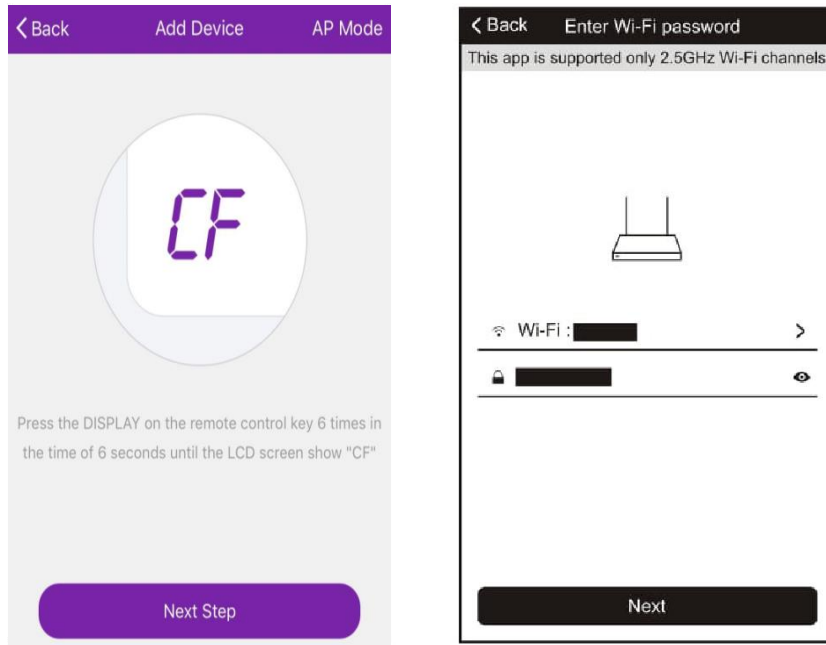 Back Add Device AP Mode
CF
Press the DISPLAY on the remote control key 6 times in
the time of 6 seconds until the LCD screen show "CF"
Next Step
Back Enter Wi-Fi password
This app is supported only 2.5GHz Wi-Fi channels
Wi-Fi :
Next